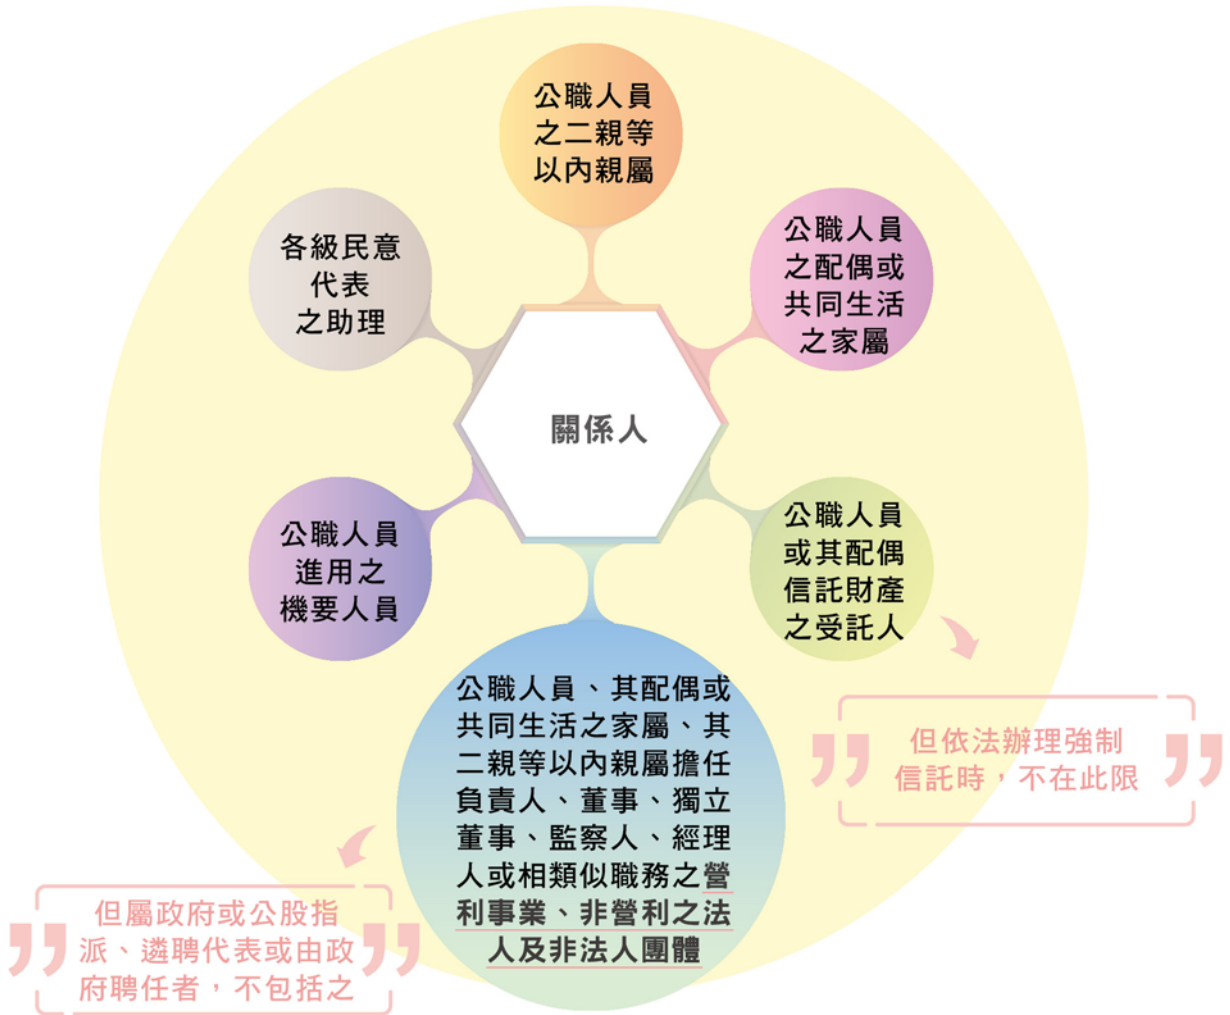 公職人員
之二親等
以內親屬
各級民意
代表
之助理
公職人員
之配偶或
共同生活
之家屬
關係人
公職人員
進用之
機要人員
公職人員
或其配偶
信託財產
之受託人
公職人員、其配偶或
共同生活之家屬、其
二親等以內親屬擔任
負責人、董事、獨立
董事、監察人、經理
人或相類似職務之營
利事業、非營利之法
人及非法人團體
但依法辦理強制
信託時，不在此限
但屬政府或公股指
派、遴聘代表或由政
府聘任者，不包括之